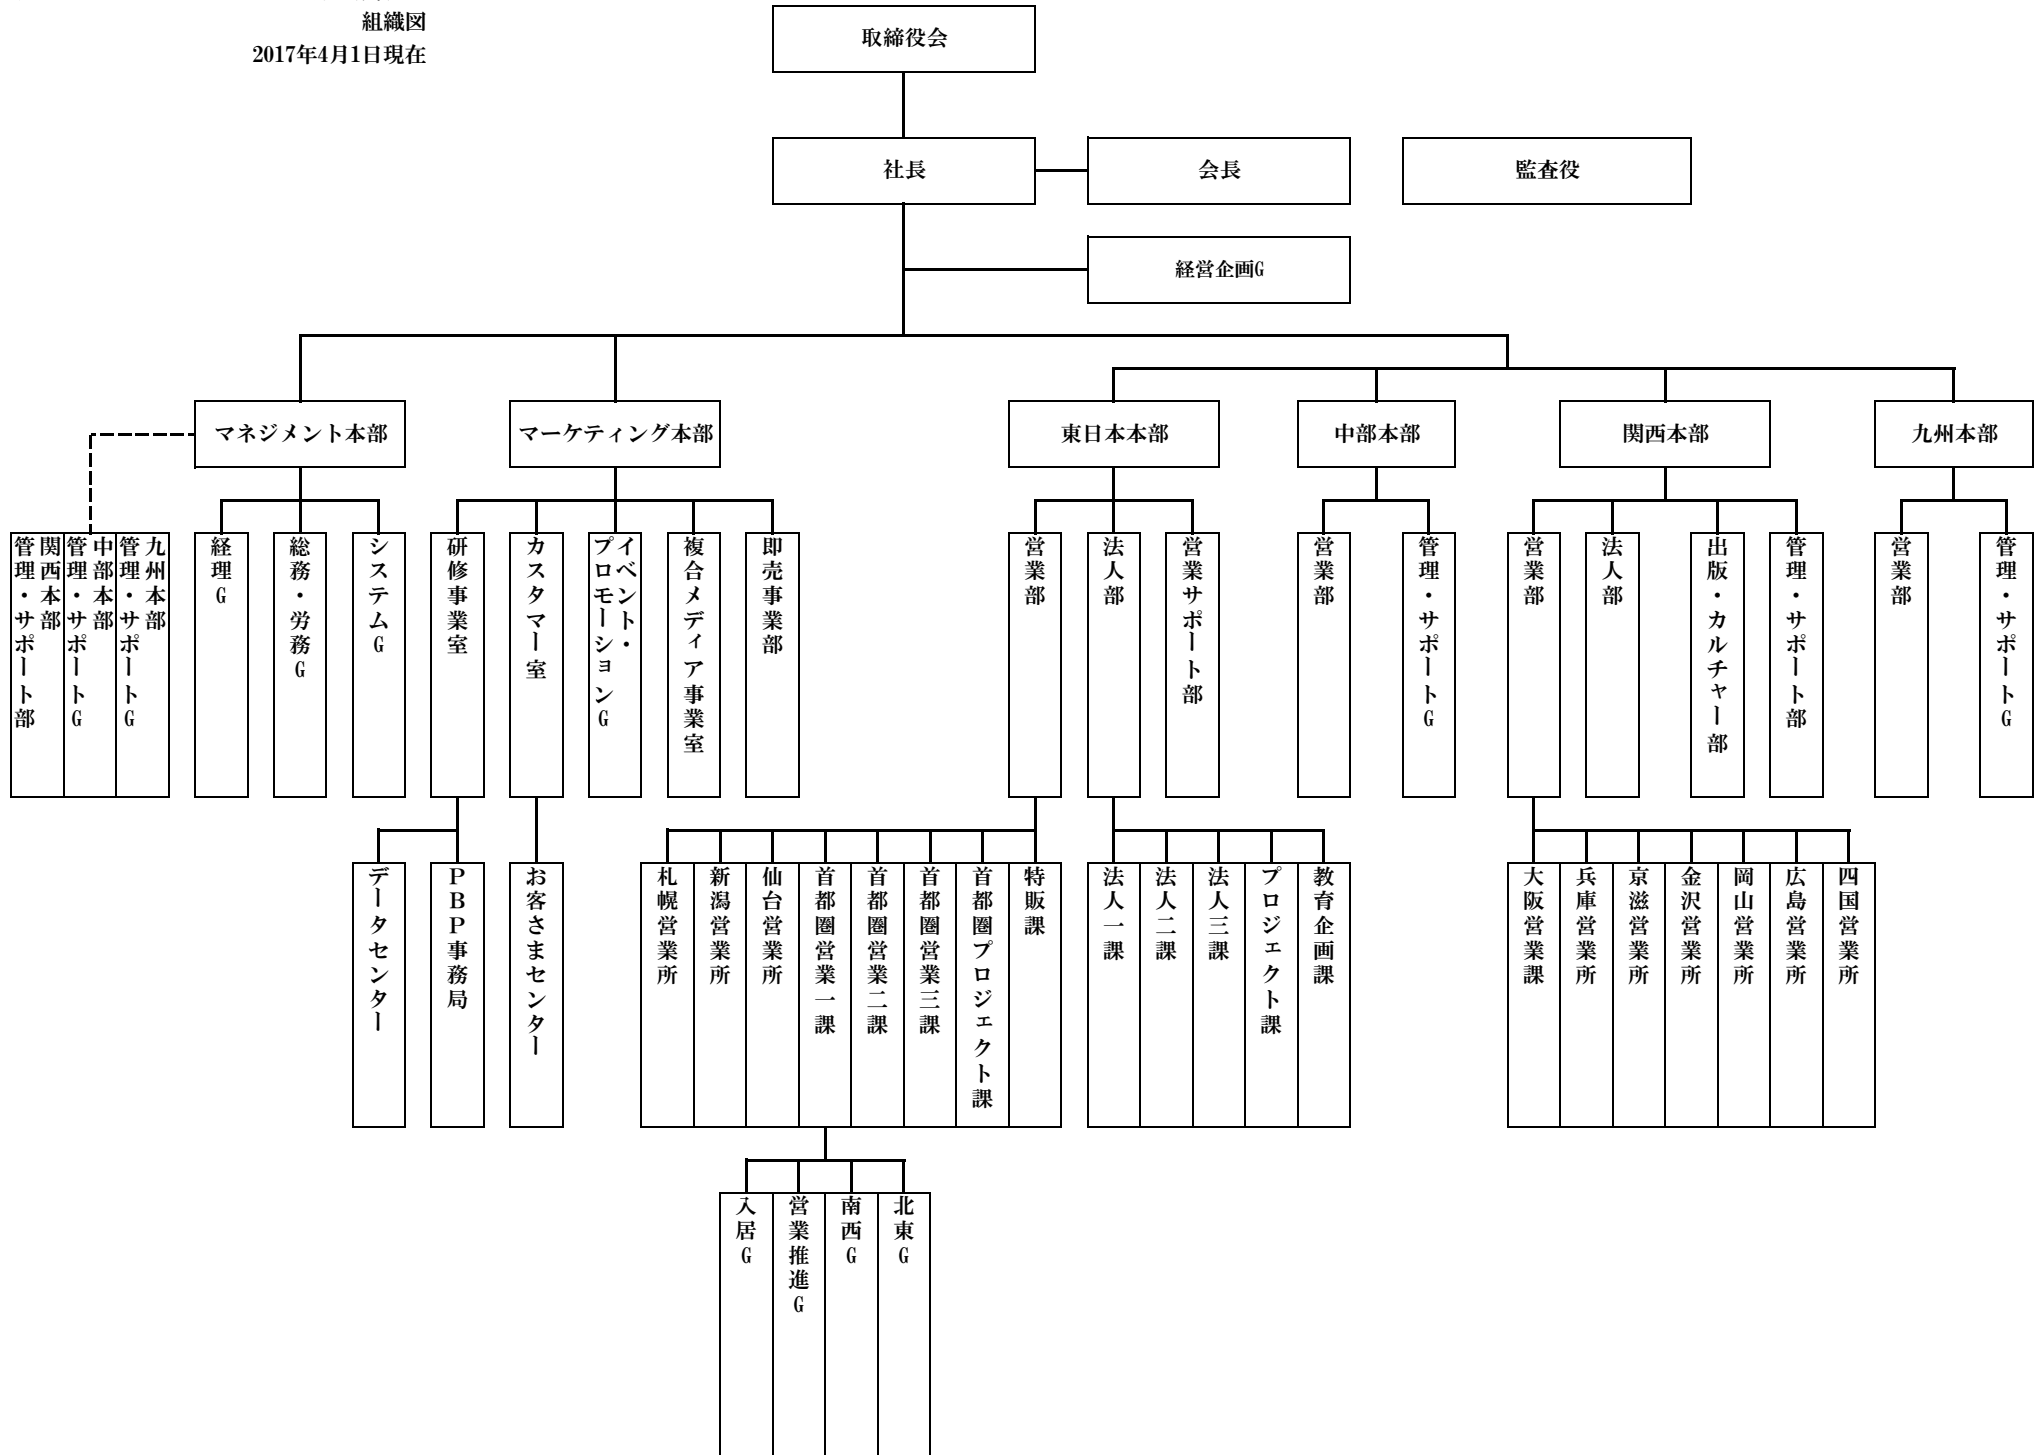 組織図
2017年4月1日現在
取締役会
社長
会長
監査役
経営企画G
マネジメント本部
マーケティング本部
東日本本部
中部本部
関西本部
九州本部
関西本部
管理・サポート部
中部本部
管理・サポートG
九州本部
管理・サポートG
経理G
総務・労務G
システムG
研修事業室
カスタマー室
イベント・
プロモーションG
複合メディア事業室
即売事業部
営業部
法人部
営業サポート部
営業部
管理・サポートG
営業部
法人部
出版・カルチャー部
管理・サポート部
営業部
管理・サポートG
データセンター
PBP事務局
お客さまセンター
札幌営業所
新潟営業所
仙台営業所
首都圏営業一課
首都圏営業二課
首都圏営業三課
首都圏プロジェクト課
特販課
法人一課
法人二課
法人三課
プロジェクト課
教育企画課
大阪営業課
兵庫営業所
京滋営業所
金沢営業所
岡山営業所
広島営業所
四国営業所
入居G
営業推進G
南西G
北東G